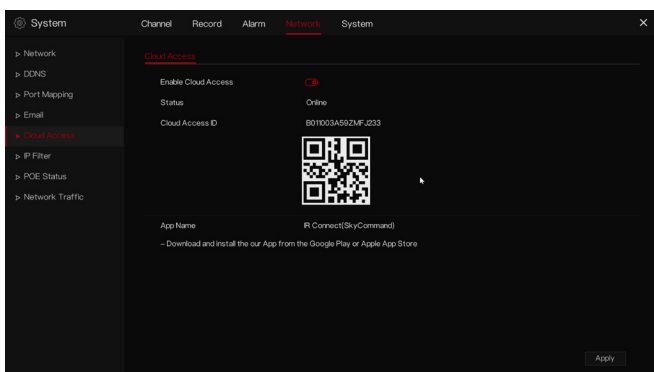 System
Channel Record Alarm Network System
Network
DDNS
Port Mapping
Email
Cloud Access
IP Filter
POE Status
Network Traffic
Cloud Access
Enable Cloud Access
Status Online
Cloud Access ID B011003A59ZMFJ233
App Name IR Connect(SkyCommand)
– Download and install the our App from the Google Play or Apple App Store
Apply